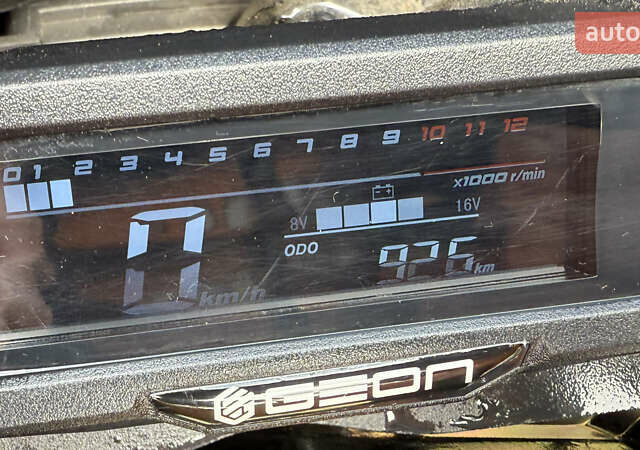 auto
0 1 2 3 4 5 6 7 8 9 10 11 12
x1000 r/min
8V 16V
0 km/h
ODO 926 km
GEON